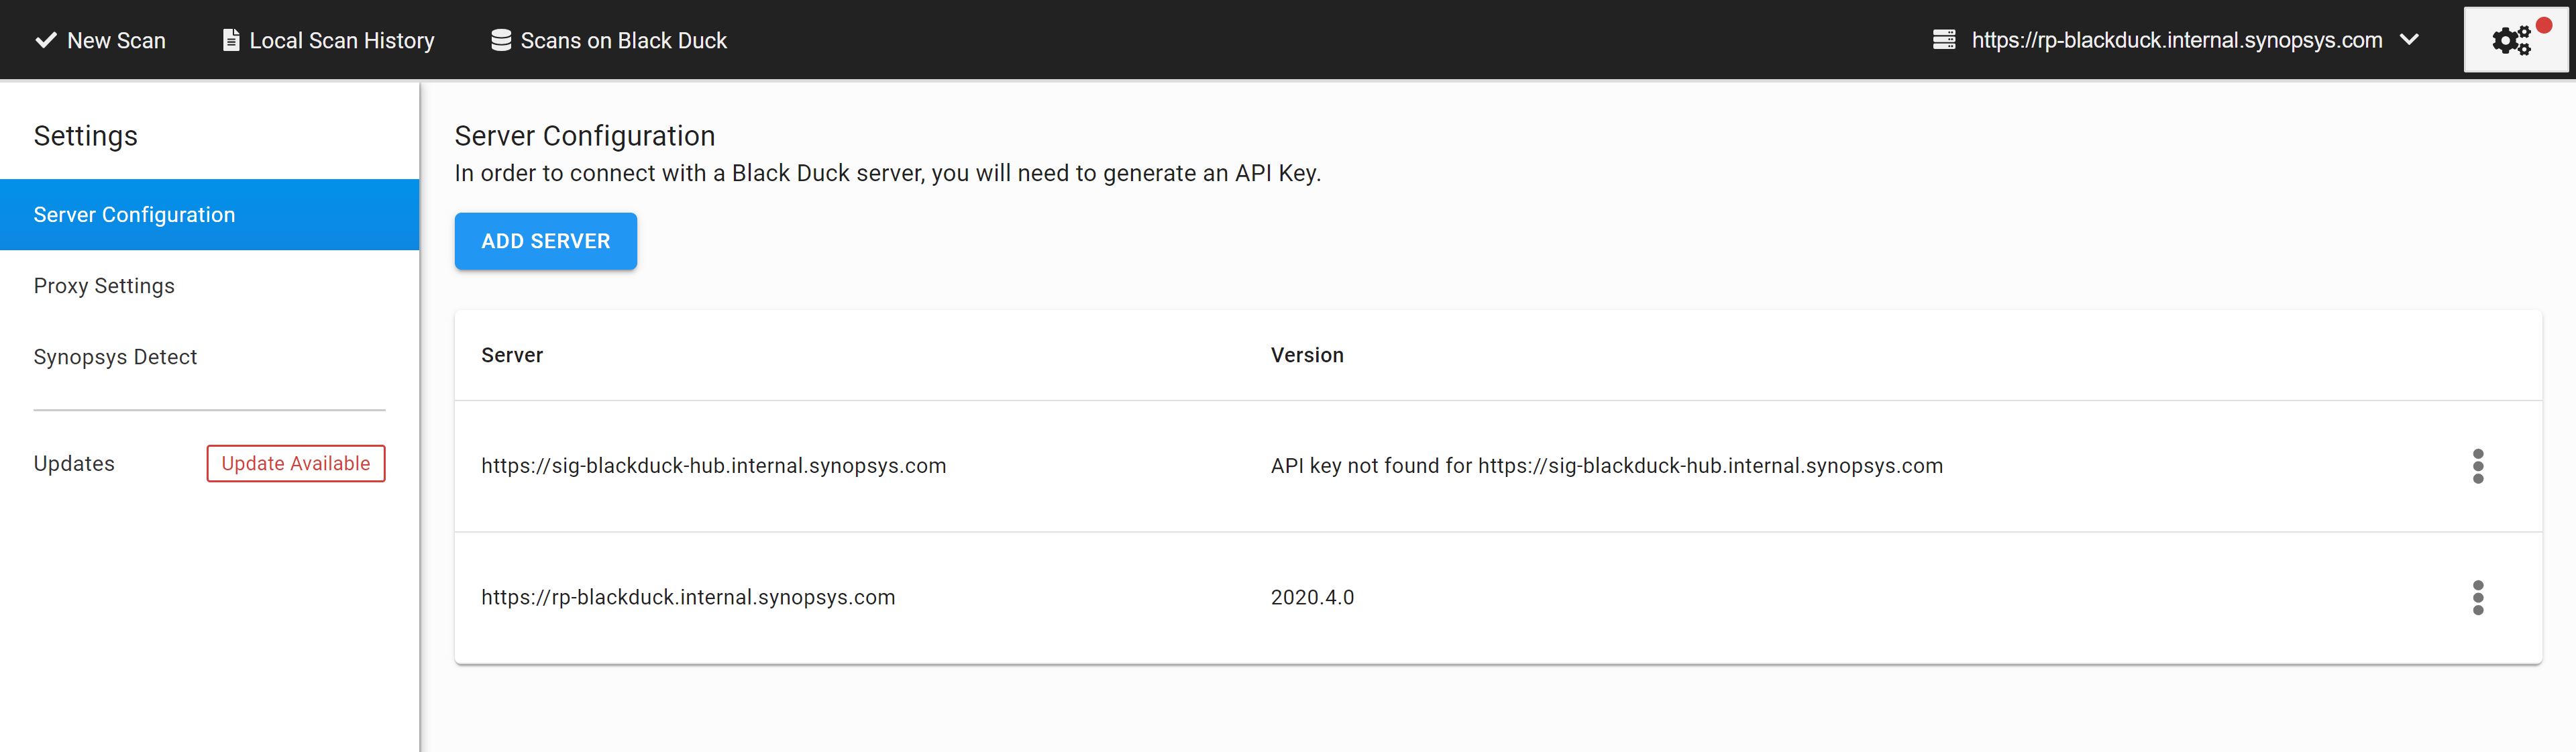 New Scan
Local Scan History
Scans on Black Duck
https://rp-blackduck.internal.synopsys.com
Settings
Server Configuration
Proxy Settings
Synopsys Detect
Updates
Update Available
Server Configuration
In order to connect with a Black Duck server, you will need to generate an API Key.
ADD SERVER
Server Version
https://sig-blackduck-hub.internal.synopsys.com API key not found for https://sig-blackduck-hub.internal.synopsys.com
https://rp-blackduck.internal.synopsys.com 2020.4.0